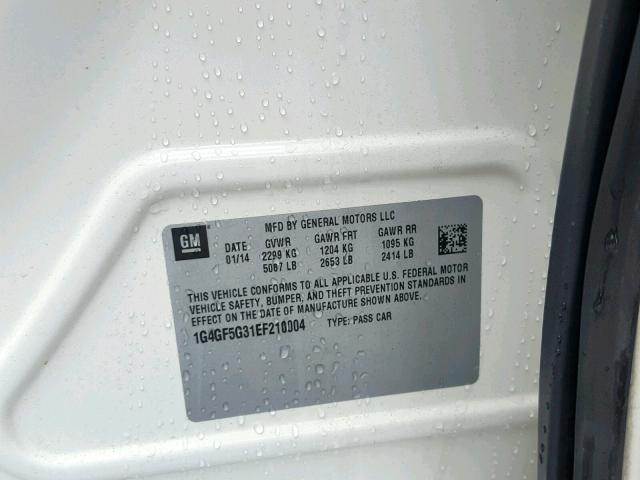 MFD BY GENERAL MOTORS LLC
GM
DATE GVWR GAWR FRT GAWR RR
01/14 2299 KG 1204 KG 1095 KG
5067 LB 2653 LB 2414 LB
THIS VEHICLE CONFORMS TO ALL APPLICABLE U.S. FEDERAL MOTOR
VEHICLE SAFETY, BUMPER, AND THEFT PREVENTION STANDARDS IN
EFFECT ON THE DATE OF MANUFACTURE SHOWN ABOVE.
1G4GF5G31EF210004 TYPE: PASS CAR